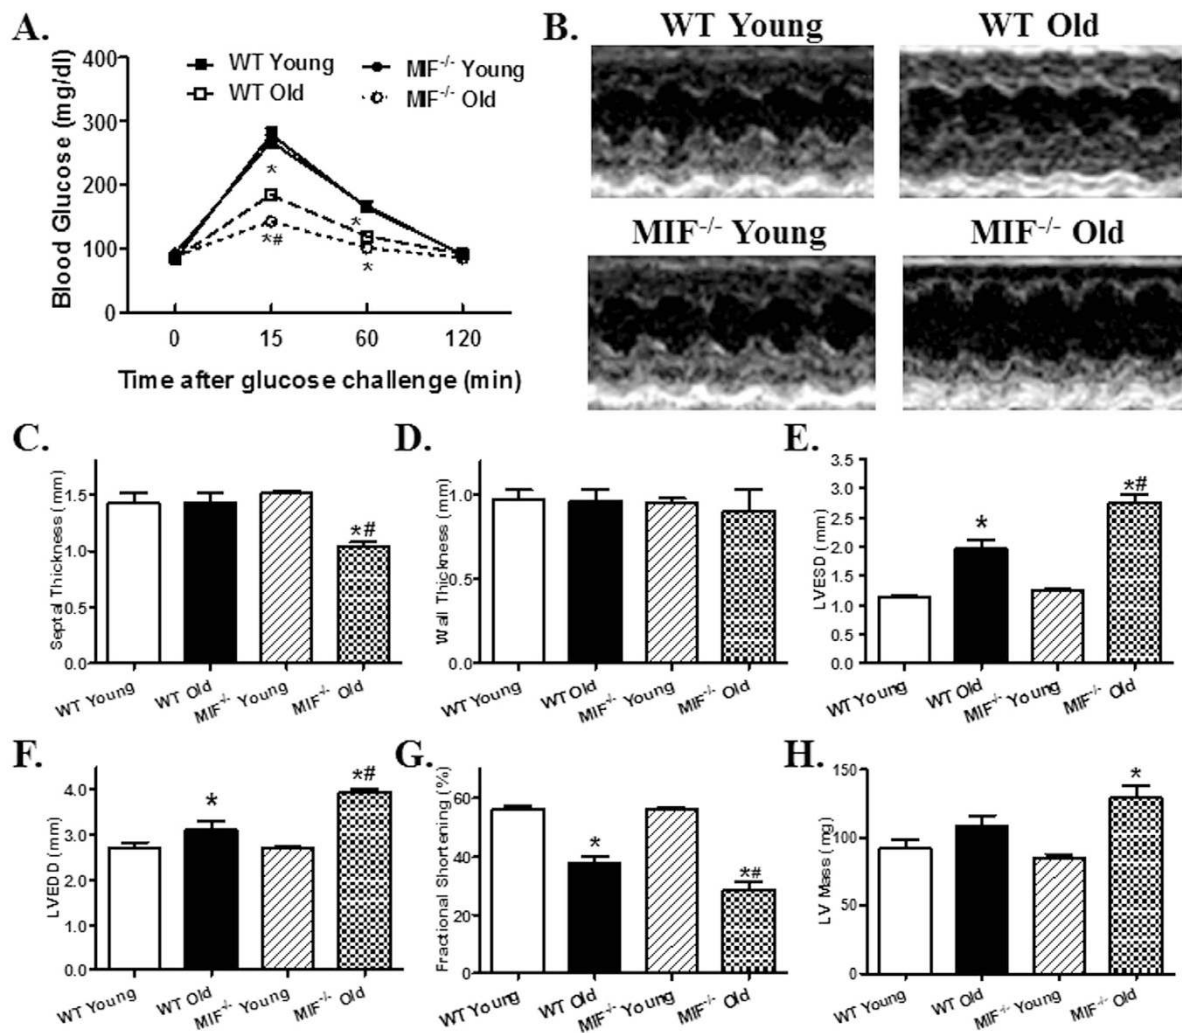 A.
WT Young
MIF-/- Young
WT Old
MIF-/- Old
Blood Glucose (mg/dl)
400
300
200
100
0
*
*#
*
*
0 15 60 120
Time after glucose challenge (min)
B.
WT Young
WT Old
MIF-/- Young
MIF-/- Old
C.
Septal Thickness (mm)
1.5
1.0
0.5
0.0
*#
WT Young WT Old MIF-/- Young MIF-/- Old
D.
Wall Thickness (mm)
1.0
0.5
0.0
WT Young WT Old MIF-/- Young MIF-/- Old
E.
LVESD (mm)
3.5
3.0
2.5
2.0
1.5
1.0
0.5
0.0
*
*#
WT Young WT Old MIF-/- Young MIF-/- Old
F.
LVEDD (mm)
4.0
3.0
2.0
1.0
0.0
*
*#
WT Young WT Old MIF-/- Young MIF-/- Old
G.
Fractional Shortening (%)
60
40
20
0
*
*#
WT Young WT Old MIF-/- Young MIF-/- Old
H.
LV Mass (mg)
150
100
50
0
*
WT Young WT Old MIF-/- Young MIF-/- Old